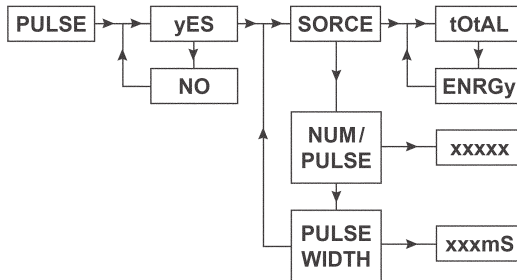 PULSE
yES
SORCE
tOtAL
NO
ENRGy
NUM/
PULSE
xxxxx
PULSE
WIDTH
xxxmS